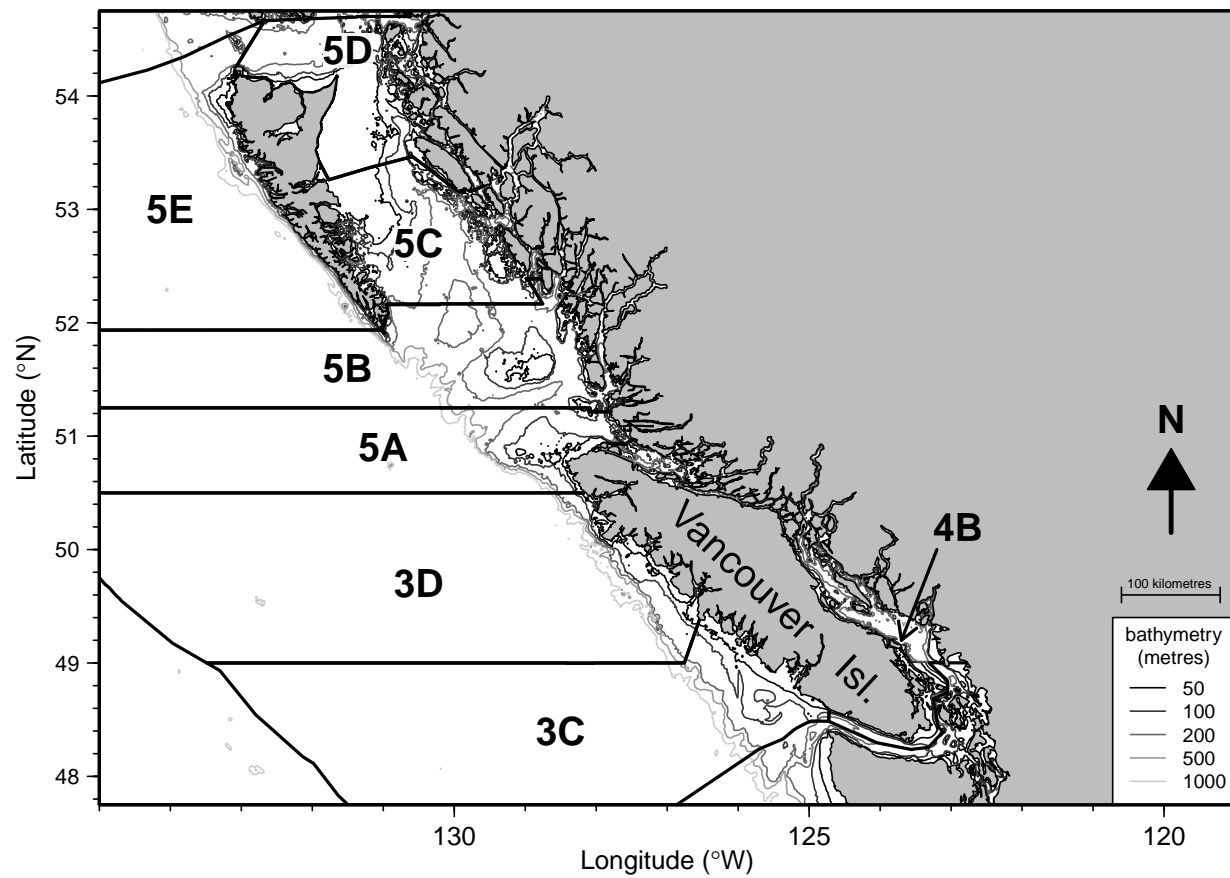 5D
54
5E
53
5C
52
5B
51
5A
N
Vancouver
Isl.
4B
50
3D
100 kilometres
49
3C
48
bathymetry
(metres)
50
100
200
500
1000
Latitude (°N)
130
125
120
Longitude (°W)